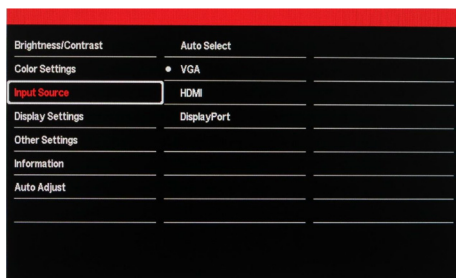 Brightness/Contrast
Auto Select
Color Settings
VGA
Input Source
HDMI
Display Settings
DisplayPort
Other Settings
Information
Auto Adjust